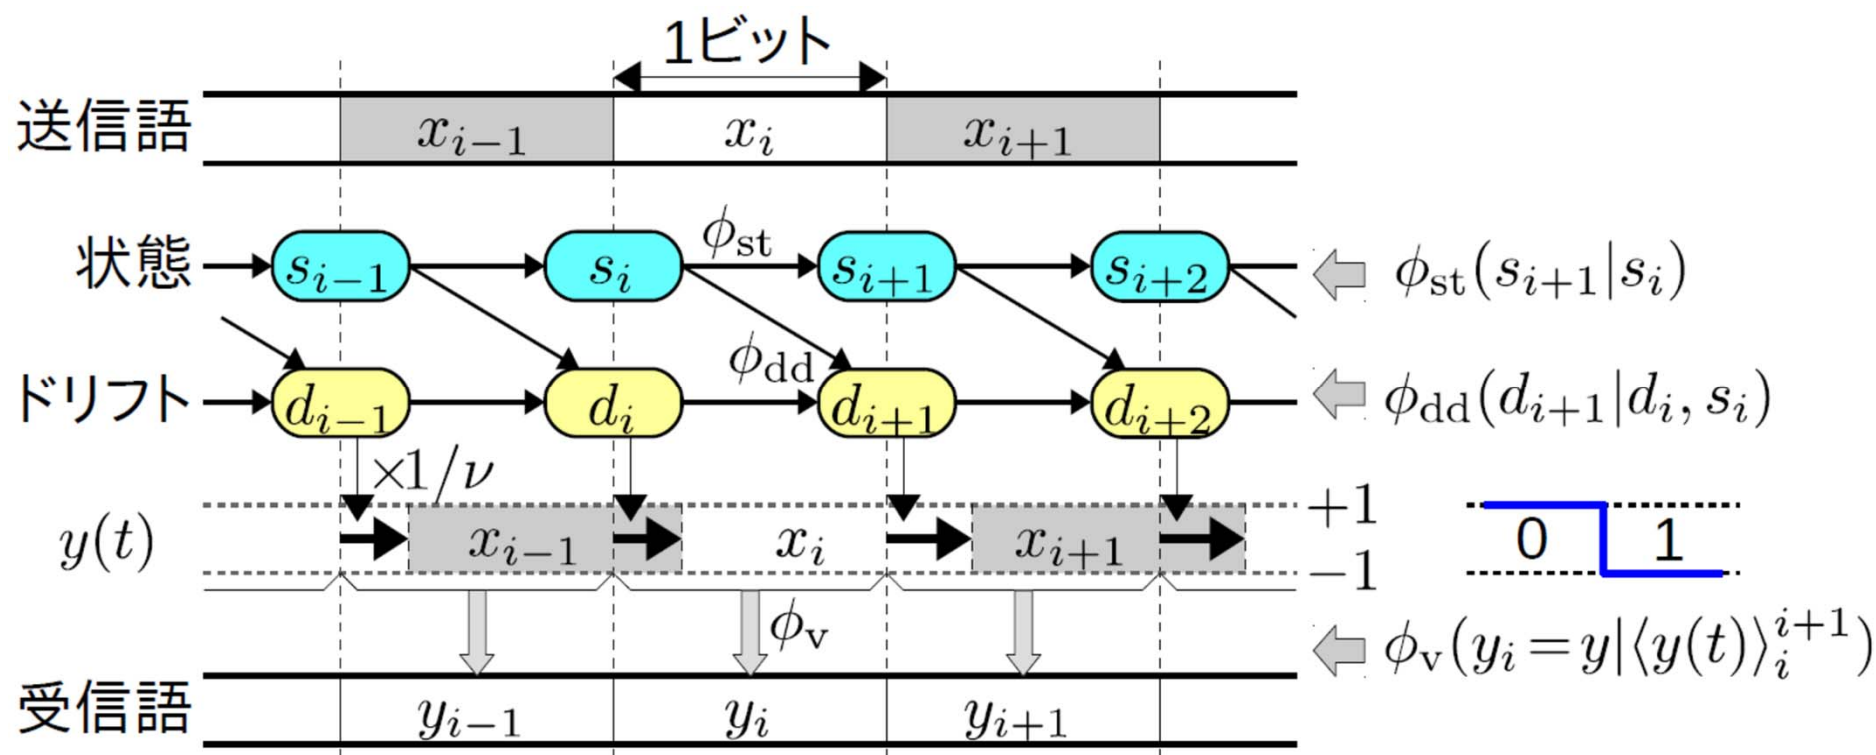 1ビット
送信語 x_{i−1} x_i x_{i+1}
ϕ_st
状態 s_{i−1} s_i s_{i+1} s_{i+2} ϕ_st(s_{i+1}|s_i)
ϕ_dd
ドリフト d_{i−1} d_i d_{i+1} d_{i+2} ϕ_dd(d_{i+1}|d_i, s_i)
×1/ν
+1
y(t) x_{i−1} x_i x_{i+1} 0 1
−1
ϕ_v ϕ_v(y_i=y|⟨y(t)⟩_i^{i+1})
受信語 y_{i−1} y_i y_{i+1}